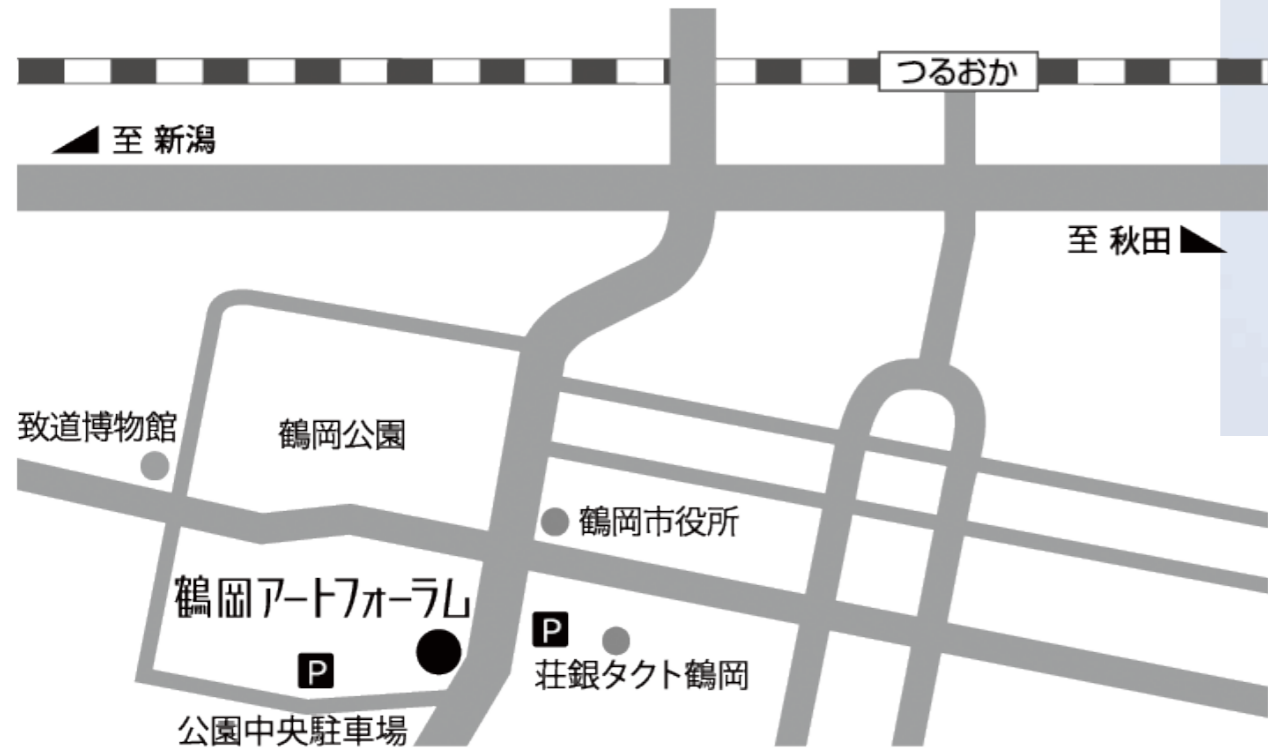 つるおか
至 新潟
至 秋田
致道博物館
鶴岡公園
鶴岡市役所
鶴岡アートフォーラム
P
P
荘銀タクト鶴岡
公園中央駐車場